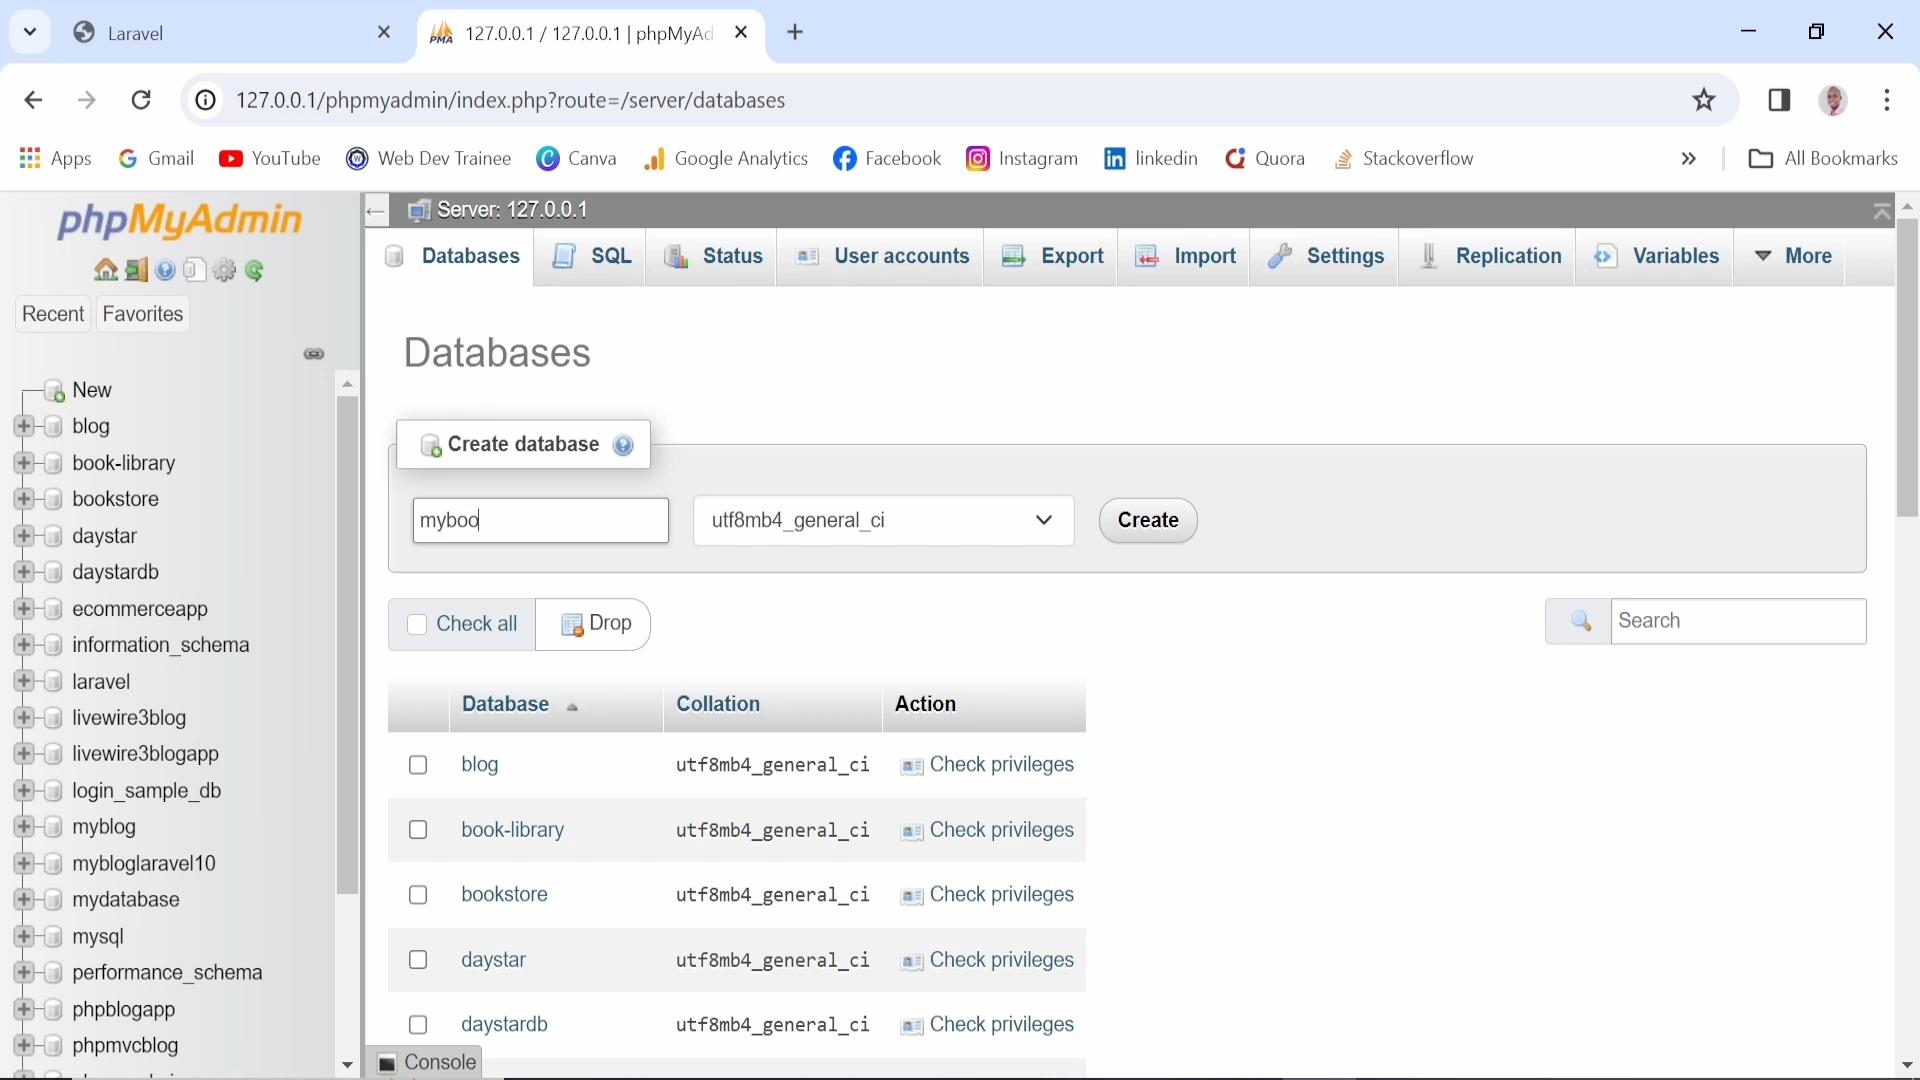 Laravel
PMA
127.0.0.1 / 127.0.0.1 | phpMyAd
127.0.0.1/phpmyadmin/index.php?route=/server/databases
Apps
Gmail
YouTube
Web Dev Trainee
Canva
Google Analytics
Facebook
Instagram
linkedin
Quora
Stackoverflow
All Bookmarks
phpMyAdmin
Recent
Favorites
New
blog
book-library
bookstore
daystar
daystardb
ecommerceapp
information_schema
laravel
livewire3blog
livewire3blogapp
login_sample_db
myblog
mybloglaravel10
mydatabase
mysql
performance_schema
phpblogapp
phpmvcblog
Server: 127.0.0.1
Databases
SQL
Status
User accounts
Export
Import
Settings
Replication
Variables
More
Databases
Create database
myboo
utf8mb4_general_ci
Create
Check all
Drop
Search
Database
Collation
Action
blog utf8mb4_general_ci Check privileges
book-library utf8mb4_general_ci Check privileges
bookstore utf8mb4_general_ci Check privileges
daystar utf8mb4_general_ci Check privileges
daystardb utf8mb4_general_ci Check privileges
Console